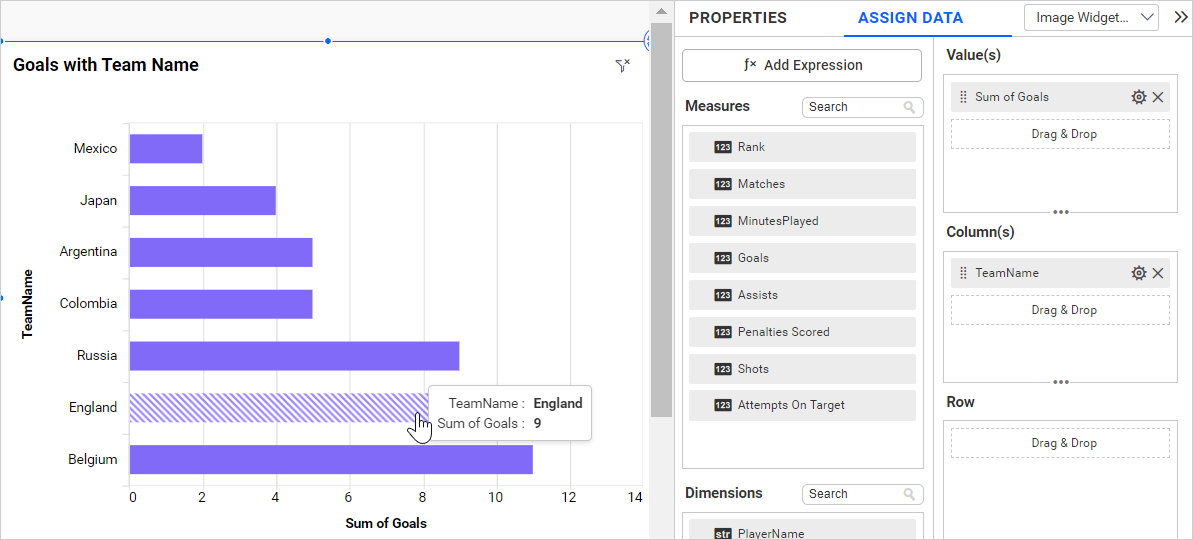 PROPERTIES
ASSIGN DATA
Image Widget...
Goals with Team Name
TeamName
Mexico
Japan
Argentina
Colombia
Russia
England
Belgium
TeamName : England
Sum of Goals : 9
0 2 4 6 8 10 12 14
Sum of Goals
ƒx Add Expression
Measures
Search
123 Rank
123 Matches
123 MinutesPlayed
123 Goals
123 Assists
123 Penalties Scored
123 Shots
123 Attempts On Target
Dimensions
Search
str PlayerName
Value(s)
Sum of Goals
Drag & Drop
Column(s)
TeamName
Drag & Drop
Row
Drag & Drop